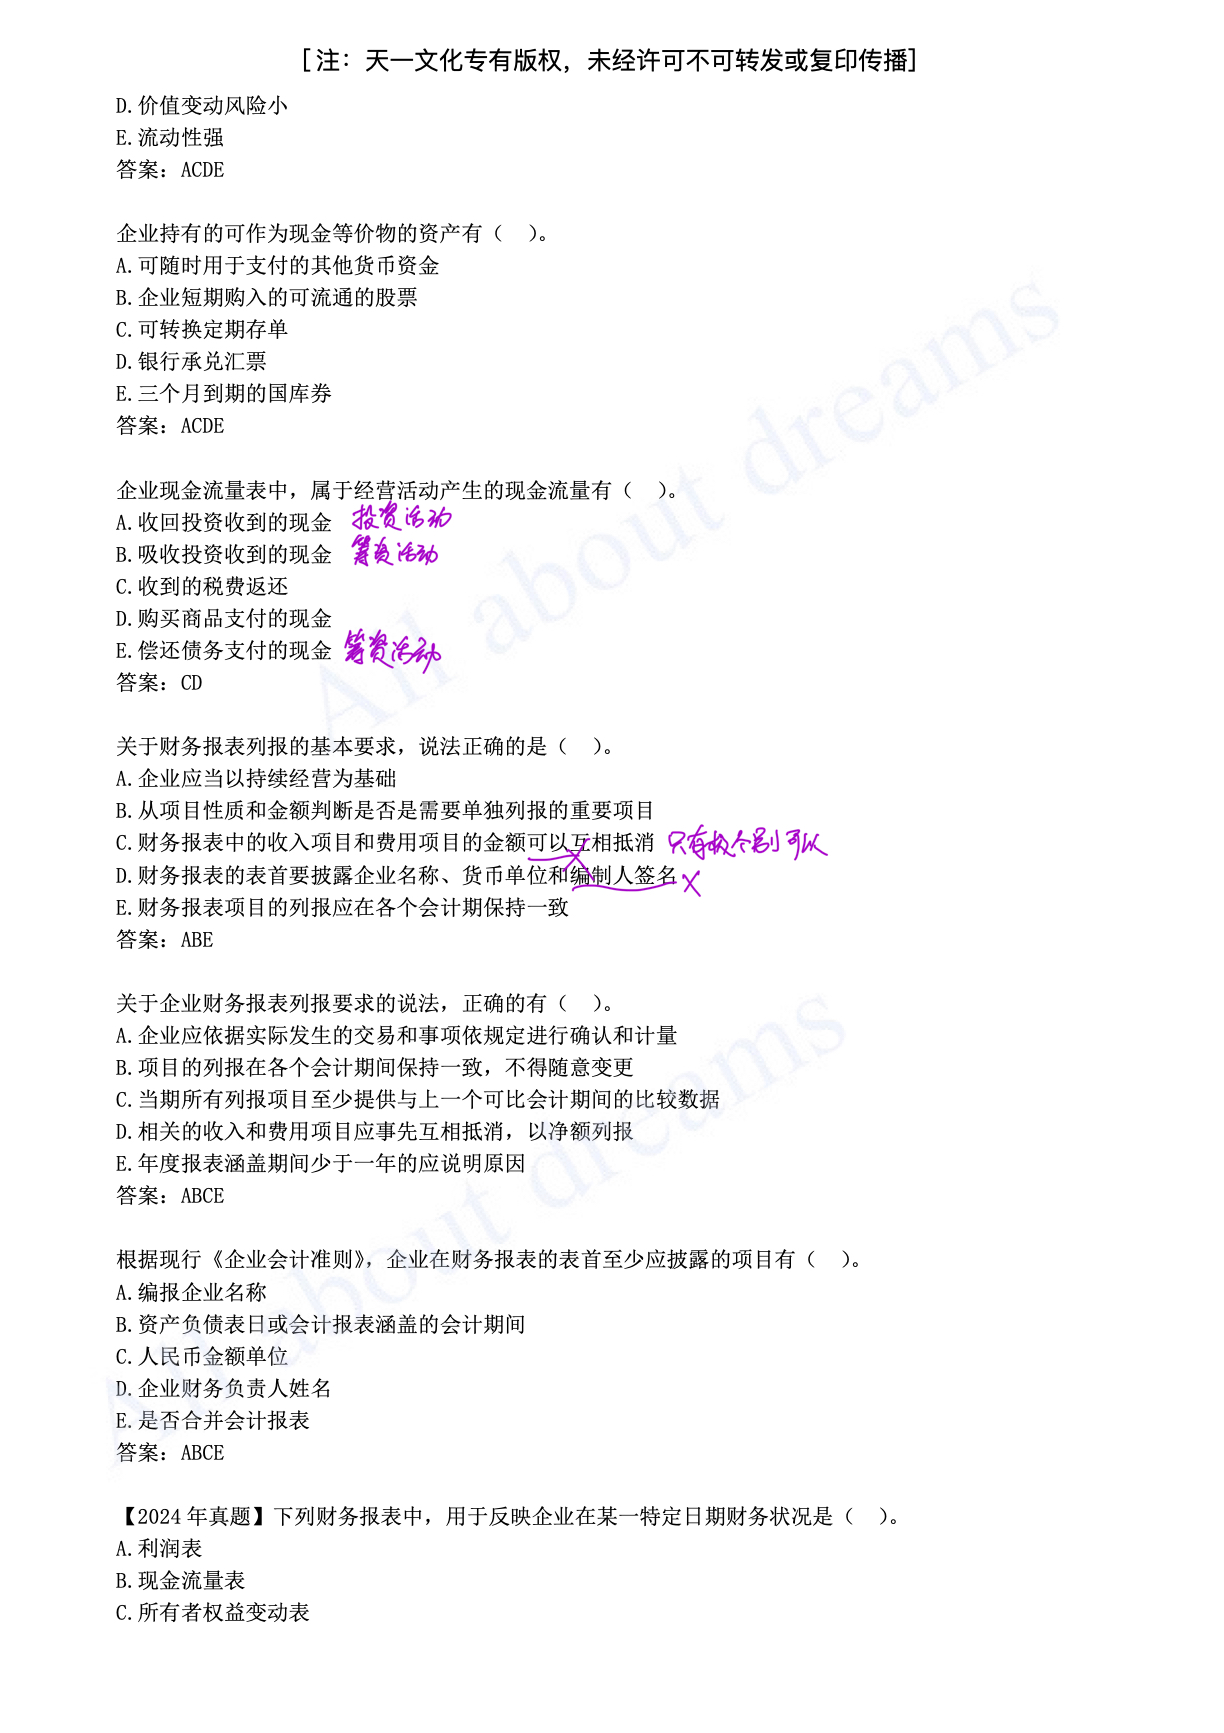 [注：天一文化专有版权，未经许可不可转发或复印传播]
D.价值变动风险小
E.流动性强
答案：ACDE
企业持有的可作为现金等价物的资产有（ ）。
A.可随时用于支付的其他货币资金
B.企业短期购入的可流通的股票
C.可转换定期存单
D.银行承兑汇票
E.三个月到期的国库券
答案：ACDE
企业现金流量表中，属于经营活动产生的现金流量有（ ）。
A.收回投资收到的现金 投资活动
B.吸收投资收到的现金 筹资活动
C.收到的税费返还
D.购买商品支付的现金
E.偿还债务支付的现金 筹资活动
答案：CD
关于财务报表列报的基本要求，说法正确的是（ ）。
A.企业应当以持续经营为基础
B.从项目性质和金额判断是否是需要单独列报的重要项目
C.财务报表中的收入项目和费用项目的金额可以互相抵消 只有极个别可以
D.财务报表的表首要披露企业名称、货币单位和编制人签名 X
E.财务报表项目的列报应在各个会计期保持一致
答案：ABE
关于企业财务报表列报要求的说法，正确的有（ ）。
A.企业应依据实际发生的交易和事项依规定进行确认和计量
B.项目的列报在各个会计期间保持一致，不得随意变更
C.当期所有列报项目至少提供与上一个可比会计期间的比较数据
D.相关的收入和费用项目应事先互相抵消，以净额列报
E.年度报表涵盖期间少于一年的应说明原因
答案：ABCE
根据现行《企业会计准则》，企业在财务报表的表首至少应披露的项目有（ ）。
A.编报企业名称
B.资产负债表日或会计报表涵盖的会计期间
C.人民币金额单位
D.企业财务负责人姓名
E.是否合并会计报表
答案：ABCE
【2024 年真题】下列财务报表中，用于反映企业在某一特定日期财务状况是（ ）。
A.利润表
B.现金流量表
C.所有者权益变动表
All about dreams
All about dreams